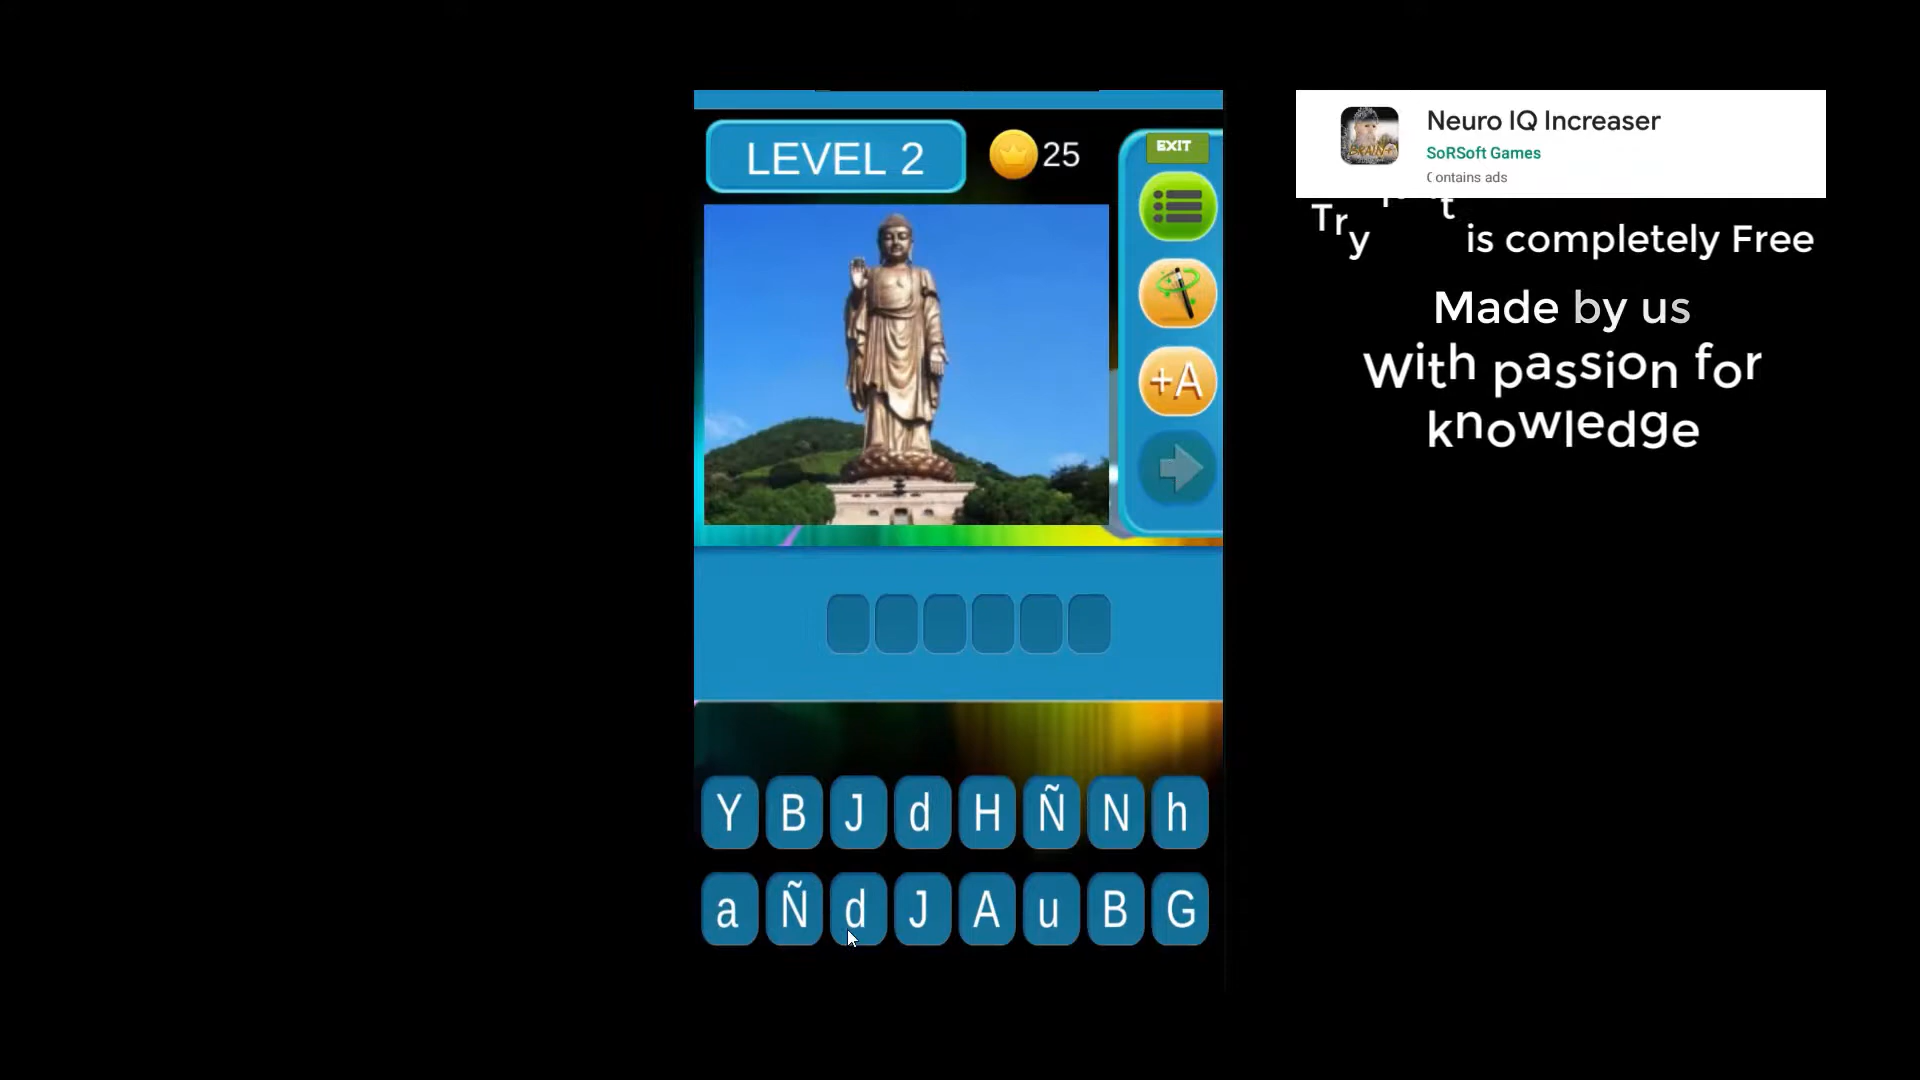 LEVEL 2
25
EXIT
+A
Y B J d H Ñ N h
a Ñ d J A u B G
Neuro IQ Increaser
SoRSoft Games
Contains ads
Try
is completely Free
Made by us
With passion for
knowledge